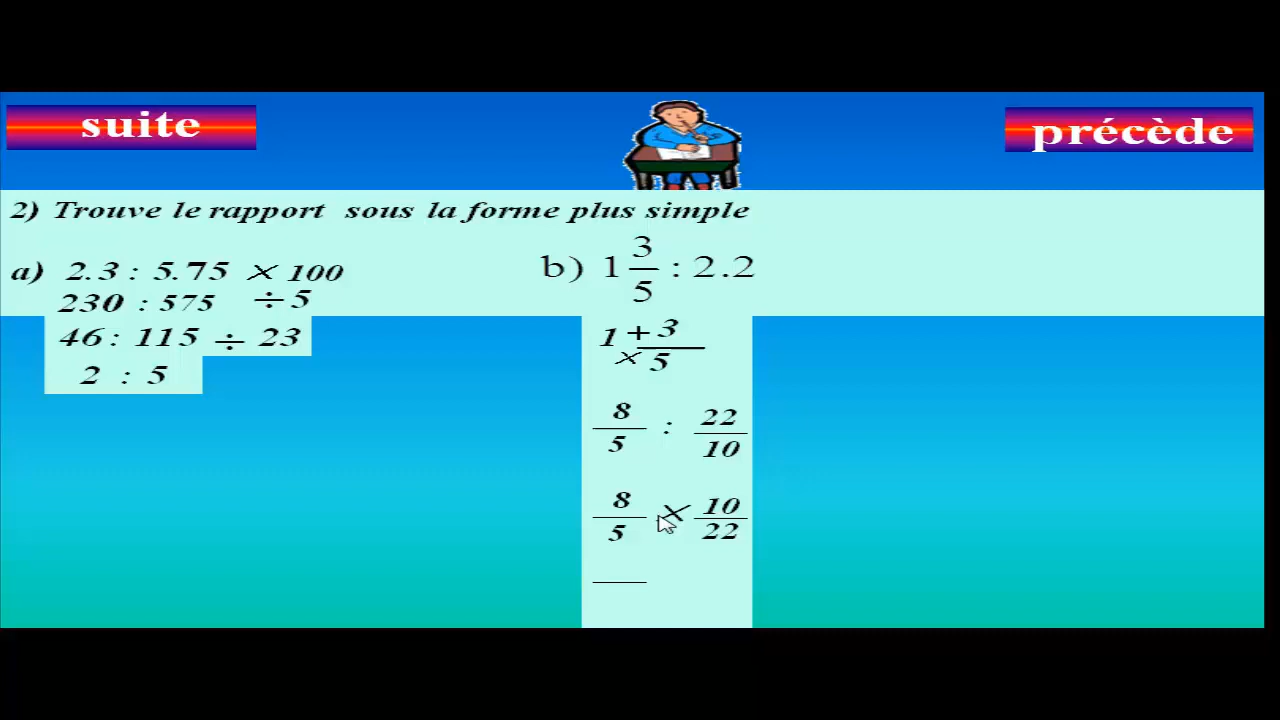 suite
précède
2) Trouve le rapport sous la forme plus simple
a) 2.3 : 5.75 × 100
230 : 575 ÷ 5
46 : 115 ÷ 23
2 : 5
b) 1 3/5 : 2.2
1 + 3
× 5
8/5 : 22/10
8/5 × 10/22